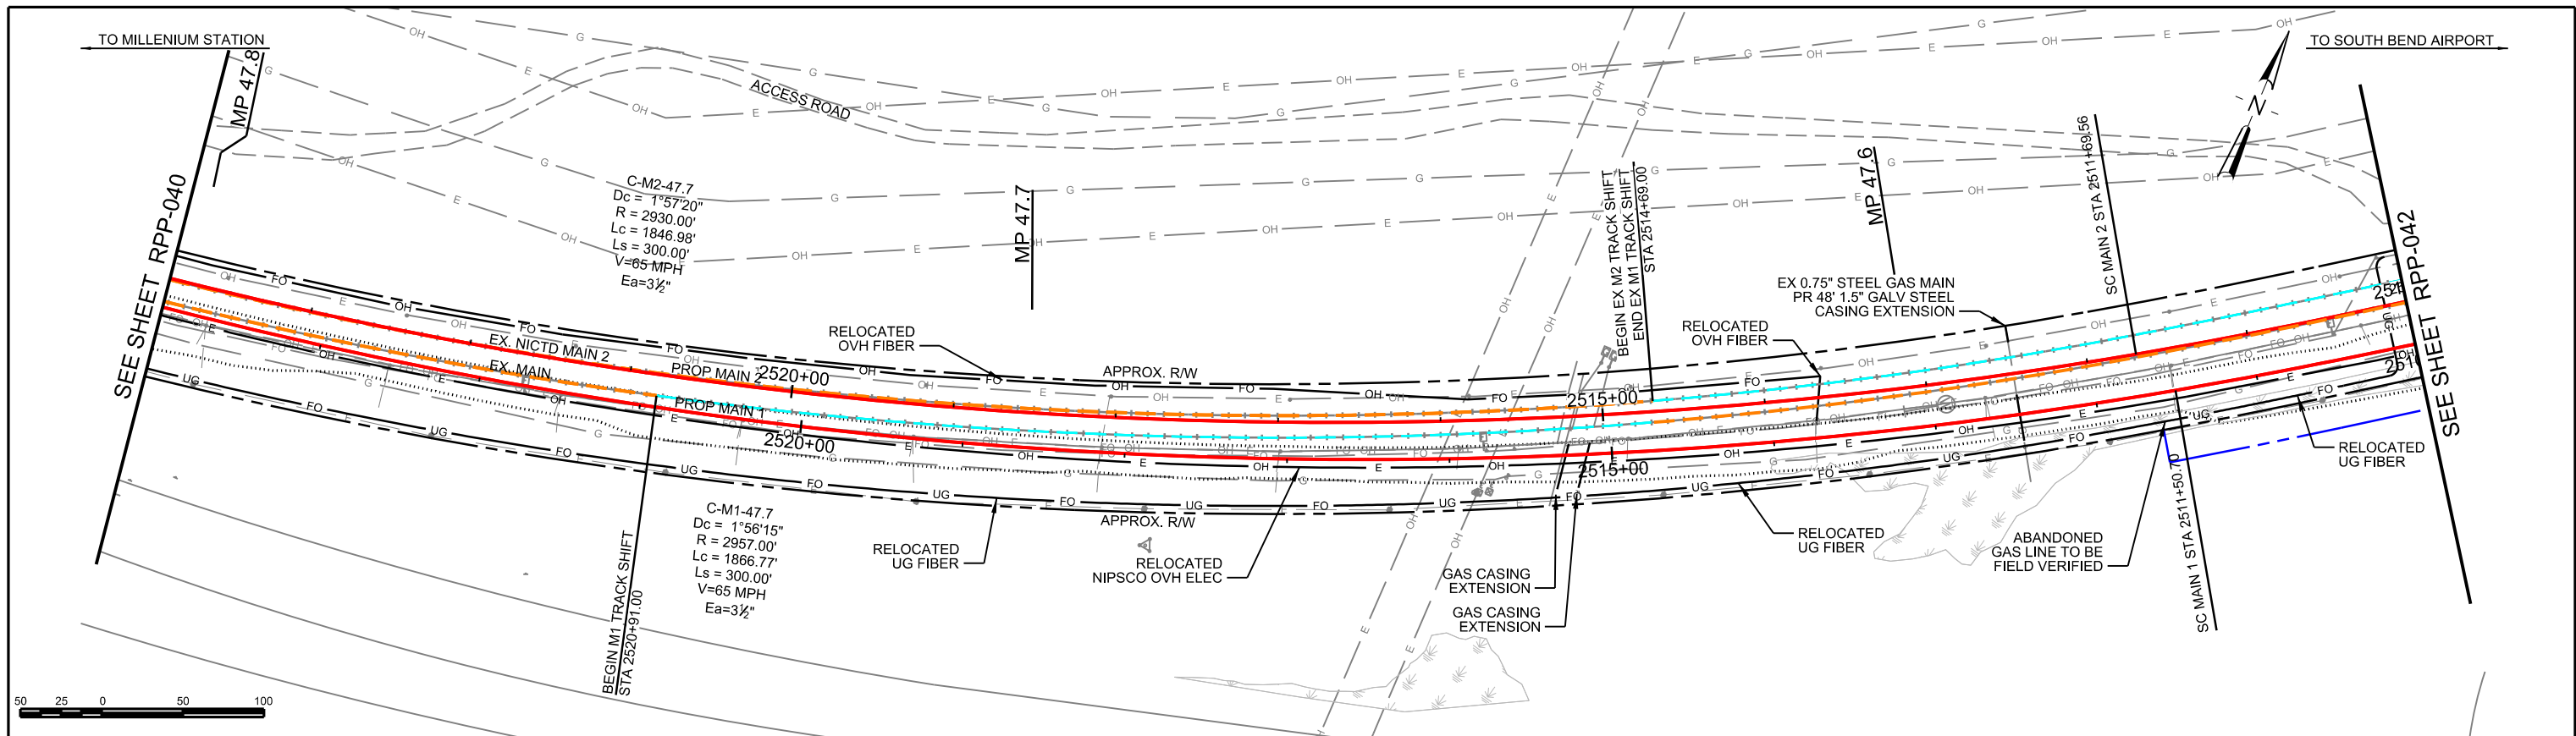 TO MILLENIUM STATION
TO SOUTH BEND AIRPORT
MP 47.8
ACCESS ROAD
N
SEE SHEET RPP-040
SEE SHEET RPP-042
C-M2-47.7
Dc = 1°57'20"
R = 2930.00'
Lc = 1846.98'
Ls = 300.00'
V=65 MPH
Ea=3½"
MP 47.7
BEGIN EX M2 TRACK SHIFT
END EX M1 TRACK SHIFT
STA 2514+69.00
MP 47.6
SC MAIN 2 STA 2511+69.56
EX 0.75" STEEL GAS MAIN
PR 48' 1.5" GALV STEEL
CASING EXTENSION
RELOCATED
OVH FIBER
RELOCATED
OVH FIBER
EX. NICTD MAIN 2
EX. MAIN
PROP MAIN 2
2520+00
APPROX. R/W
2515+00
PROP MAIN 1
2520+00
2515+00
APPROX. R/W
C-M1-47.7
Dc = 1°56'15"
R = 2957.00'
Lc = 1866.77'
Ls = 300.00'
V=65 MPH
Ea=3½"
BEGIN M1 TRACK SHIFT
STA 2520+91.00
RELOCATED
UG FIBER
RELOCATED
NIPSCO OVH ELEC
GAS CASING
EXTENSION
GAS CASING
EXTENSION
RELOCATED
UG FIBER
ABANDONED
GAS LINE TO BE
FIELD VERIFIED
SC MAIN 1 STA 2511+50.70
RELOCATED
UG FIBER
50 25 0 50 100